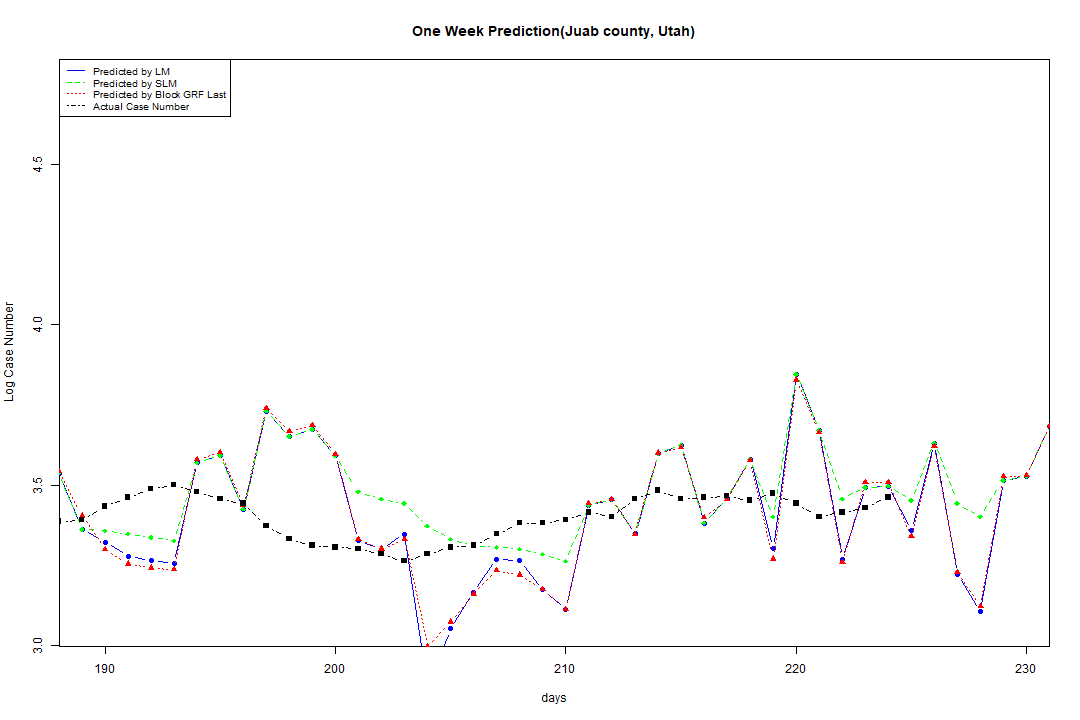 One Week Prediction(Juab county, Utah)
Predicted by LM
Predicted by SLM
Predicted by Block GRF Last
Actual Case Number
4.5
4.0
3.5
3.0
Log Case Number
190 200 210 220 230
days